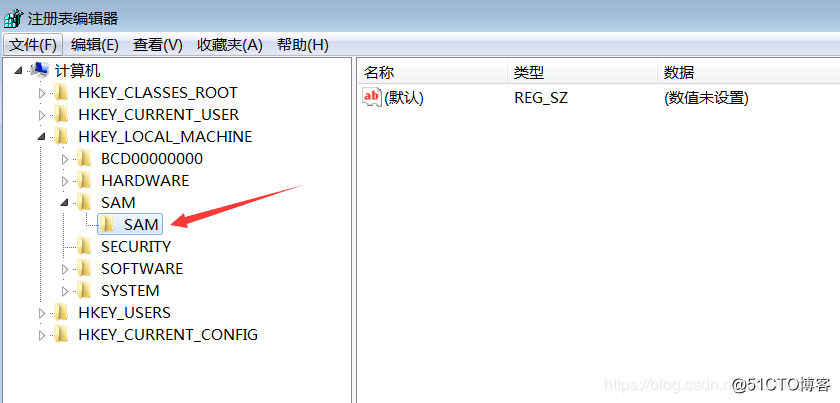 注册表编辑器
文件(F) 编辑(E) 查看(V) 收藏夹(A) 帮助(H)
计算机
HKEY_CLASSES_ROOT
HKEY_CURRENT_USER
HKEY_LOCAL_MACHINE
BCD00000000
HARDWARE
SAM
SAM
SECURITY
SOFTWARE
SYSTEM
HKEY_USERS
HKEY_CURRENT_CONFIG
名称 类型 数据
ab (默认) REG_SZ (数值未设置)
https://blog.csdn.n @51CTO博客